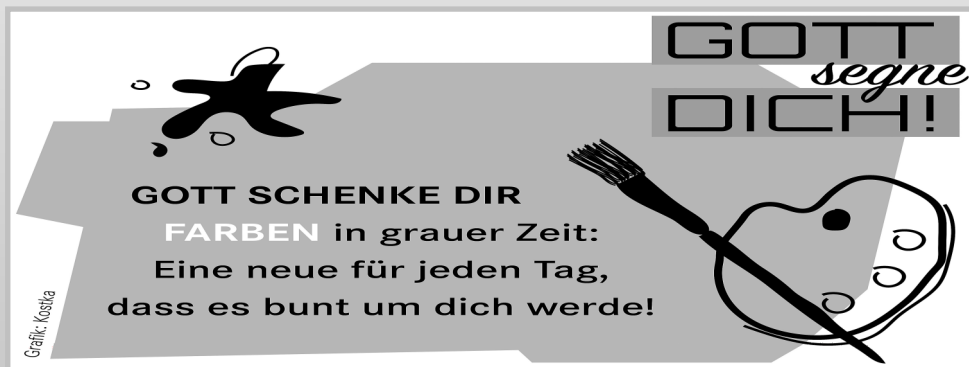 GOTT
segne
DICH!
GOTT SCHENKE DIR
FARBEN in grauer Zeit:
Eine neue für jeden Tag,
dass es bunt um dich werde!
Grafik: Kostka